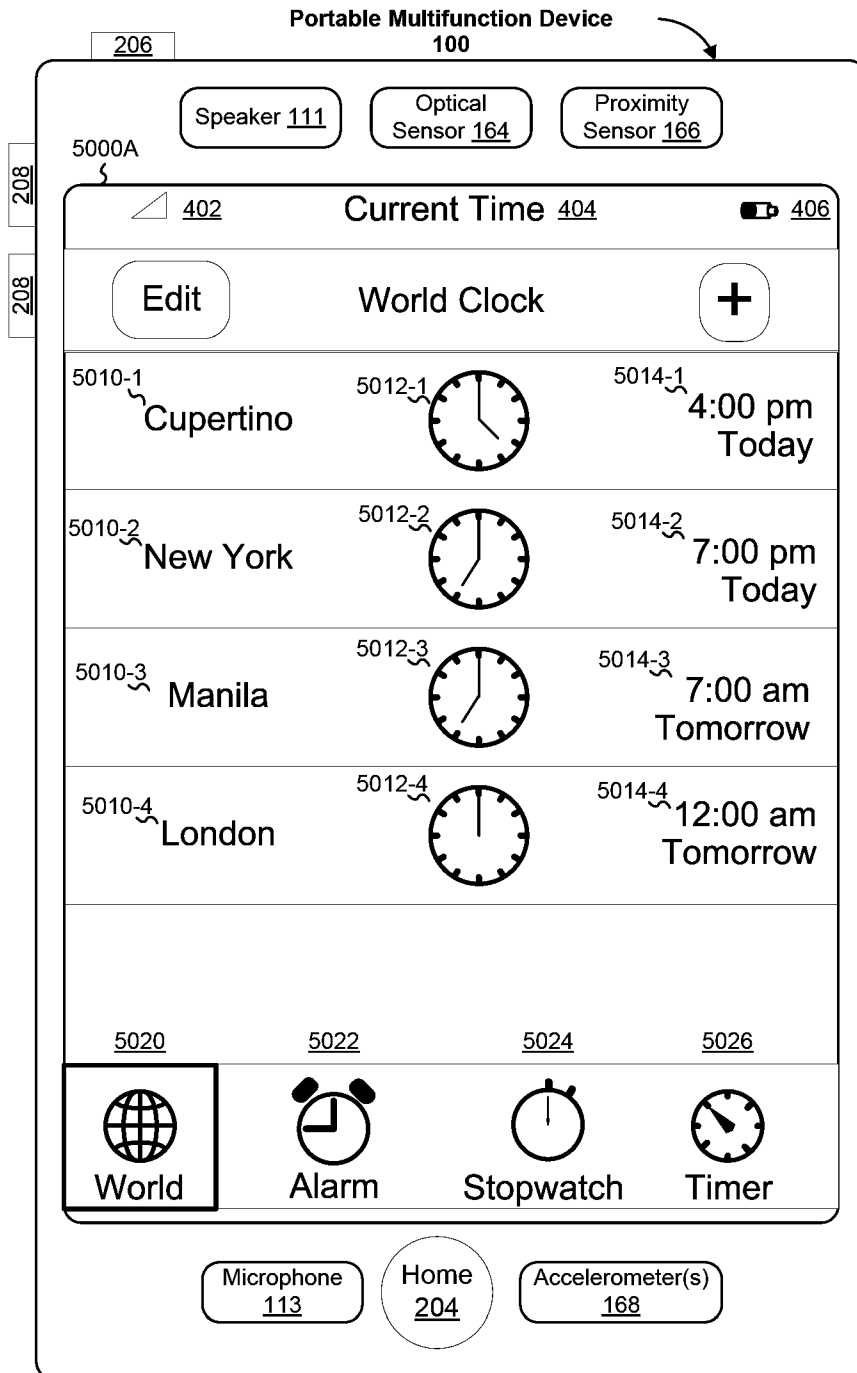 Portable Multifunction Device
100
206
Speaker 111
Optical
Sensor 164
Proximity
Sensor 166
208
208
5000A
402
Current Time 404
406
Edit
World Clock
+
5010-1
Cupertino
5012-1
5014-1
4:00 pm
Today
5010-2
New York
5012-2
5014-2
7:00 pm
Today
5010-3
Manila
5012-3
5014-3
7:00 am
Tomorrow
5010-4
London
5012-4
5014-4
12:00 am
Tomorrow
5020
5022
5024
5026
World
Alarm
Stopwatch
Timer
Microphone
113
Home
204
Accelerometer(s)
168